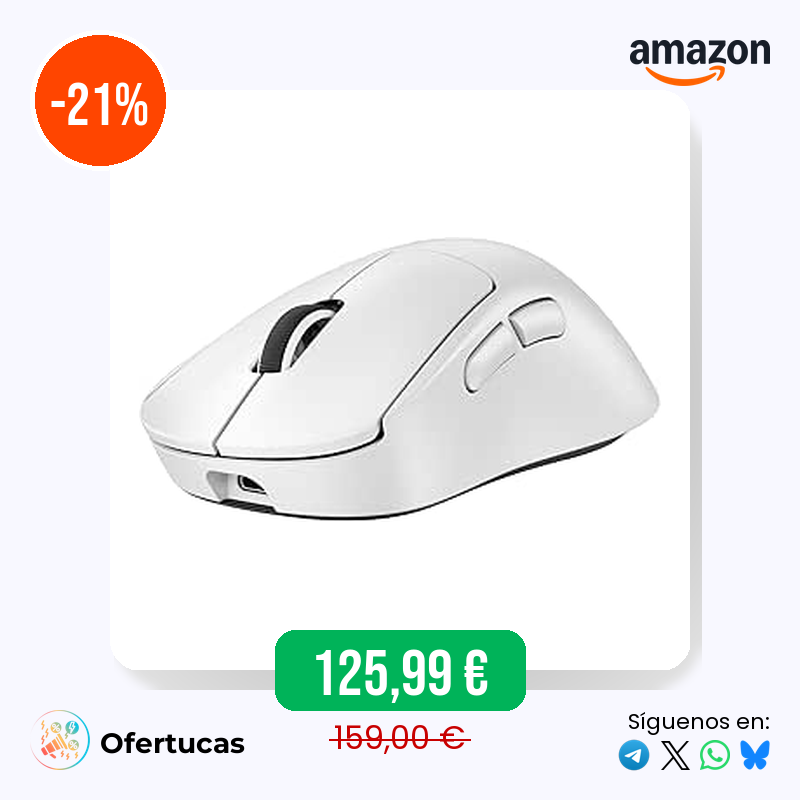 -21%
amazon
125,99 €
159,00 €
Ofertucas
Síguenos en: